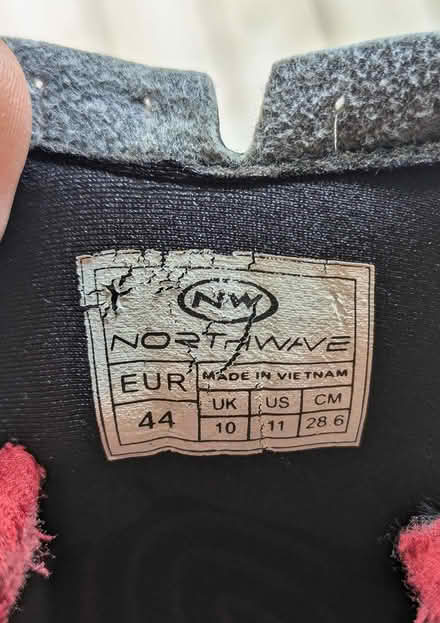 NW
NORTHWAVE
EUR MADE IN VIETNAM
UK US CM
44 10 11 28.6